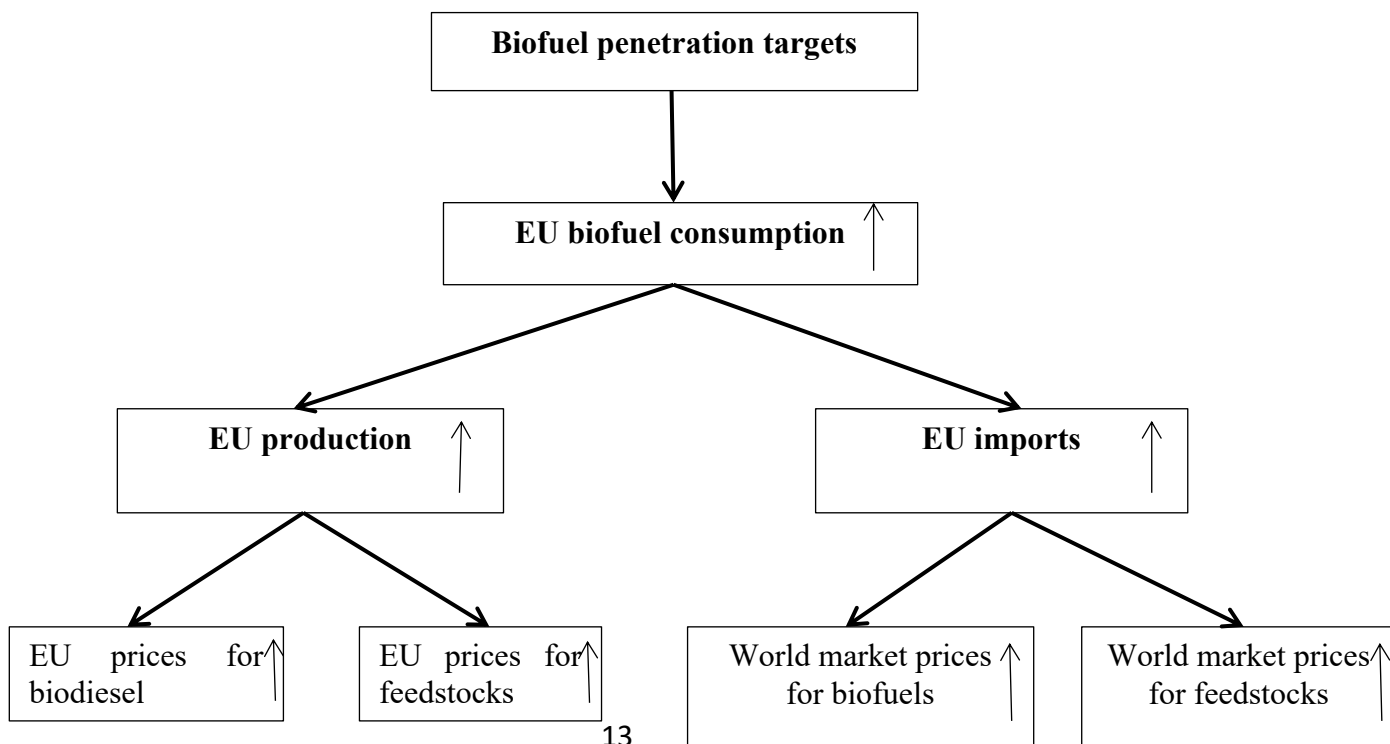 Biofuel penetration targets
EU biofuel consumption
EU production
EU imports
EU prices for
biodiesel
EU prices for
feedstocks
World market prices
for biofuels
World market prices
for feedstocks
13